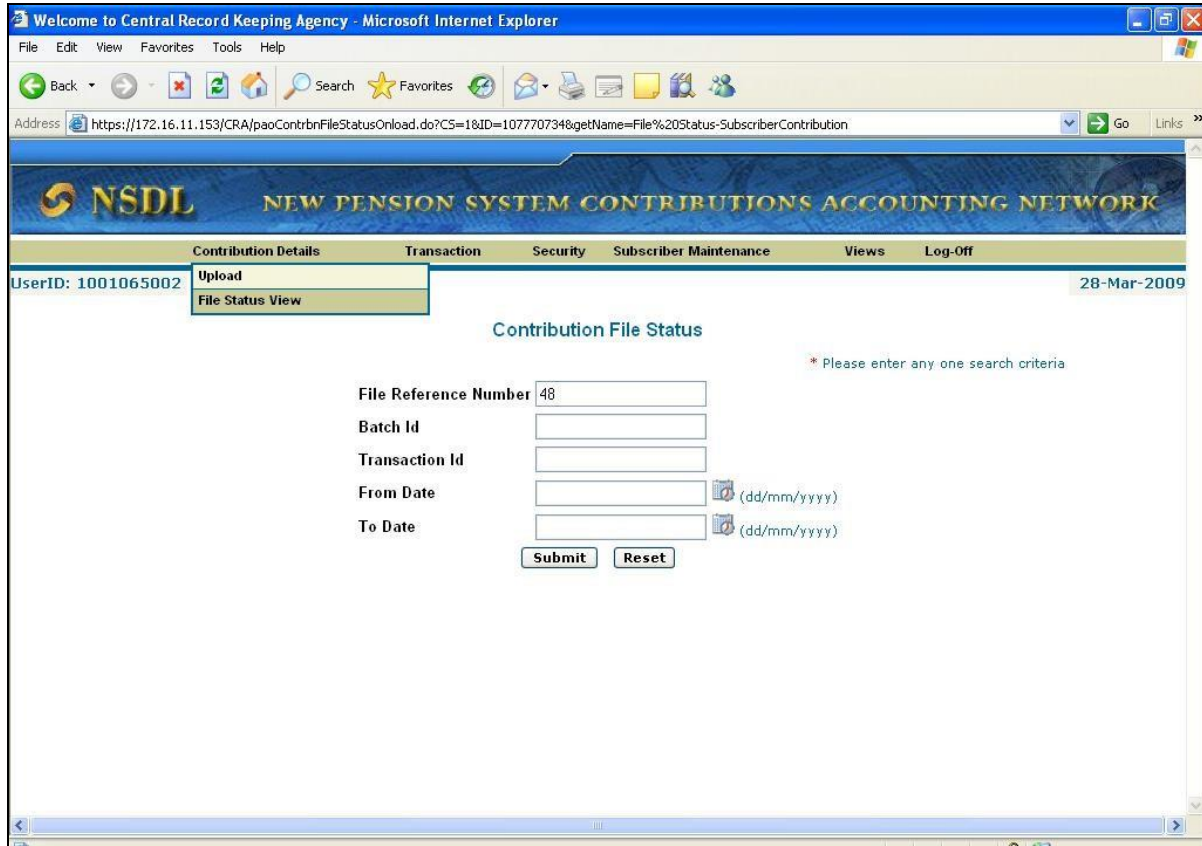 Welcome to Central Record Keeping Agency - Microsoft Internet Explorer
File Edit View Favorites Tools Help
Back Search Favorites
Address https://172.16.11.153/CRA/paoContrbnFileStatusOnload.do?CS=1&ID=107770734&getName=File%20Status-SubscriberContribution Go Links »
NSDL NEW PENSION SYSTEM CONTRIBUTIONS ACCOUNTING NETWORK
Contribution Details Transaction Security Subscriber Maintenance Views Log-Off
Upload
UserID: 1001065002 28-Mar-2009
File Status View
Contribution File Status
* Please enter any one search criteria
File Reference Number 48
Batch Id
Transaction Id
From Date (dd/mm/yyyy)
To Date (dd/mm/yyyy)
Submit Reset